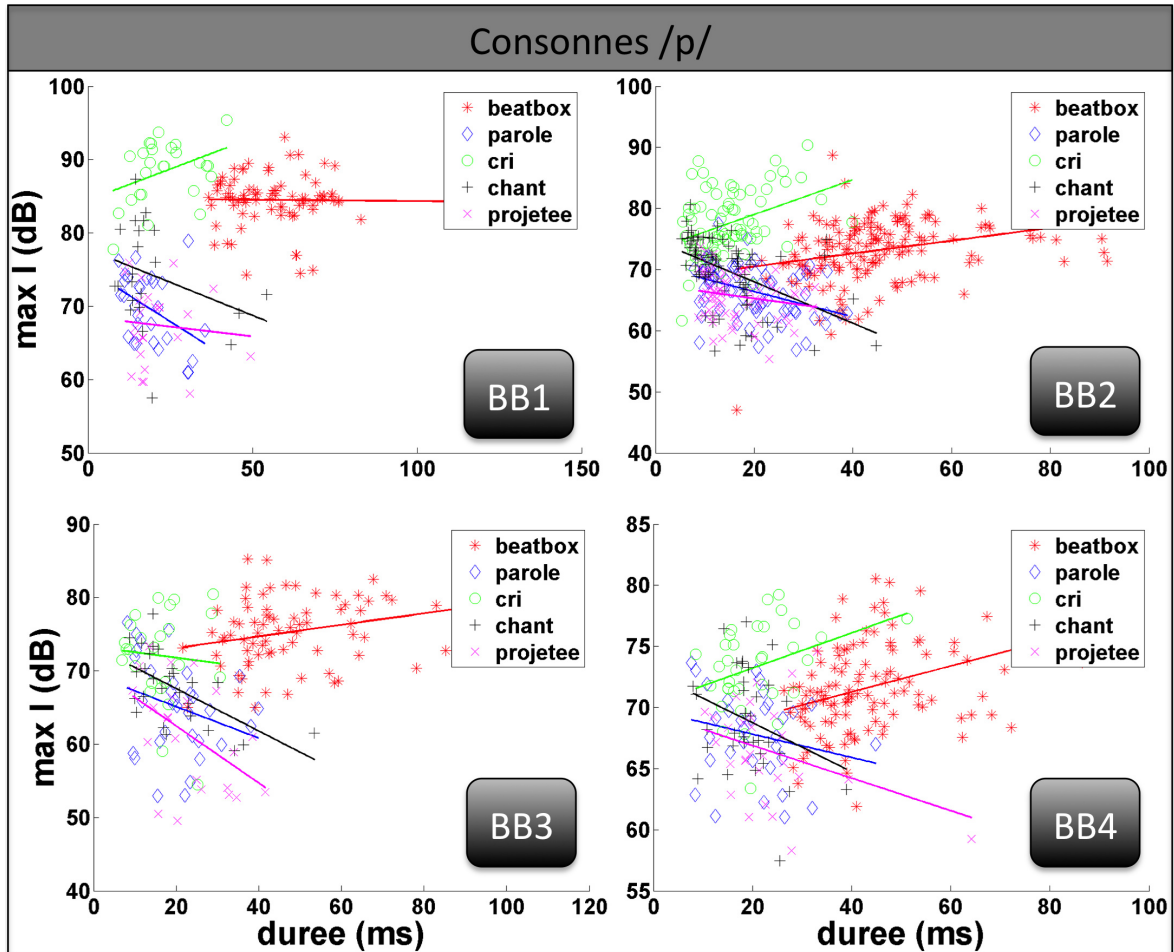 Consonnes /p/
max I (dB)
100
90
80
70
60
50
0
50
100
150
beatbox
parole
cri
chant
projetee
BB1
100
90
80
70
60
50
40
0
20
40
60
80
100
beatbox
parole
cri
chant
projetee
BB2
max I (dB)
90
80
70
60
50
40
0
20
40
60
80
100
120
duree (ms)
beatbox
parole
cri
chant
projetee
BB3
85
80
75
70
65
60
55
0
20
40
60
80
100
duree (ms)
beatbox
parole
cri
chant
projetee
BB4